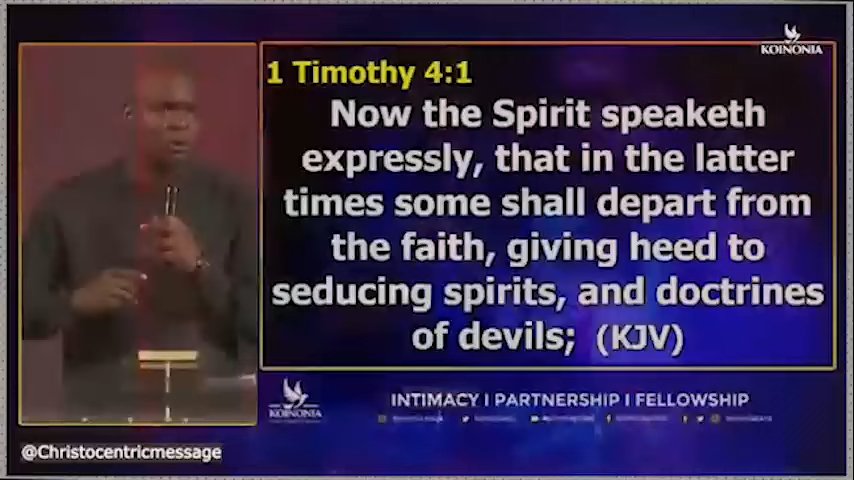 KOINONIA
1 Timothy 4:1
Now the Spirit speaketh
expressly, that in the latter
times some shall depart from
the faith, giving heed to
seducing spirits, and doctrines
of devils; (KJV)
KOINONIA
INTIMACY I PARTNERSHIP I FELLOWSHIP
@Christocentricmessage